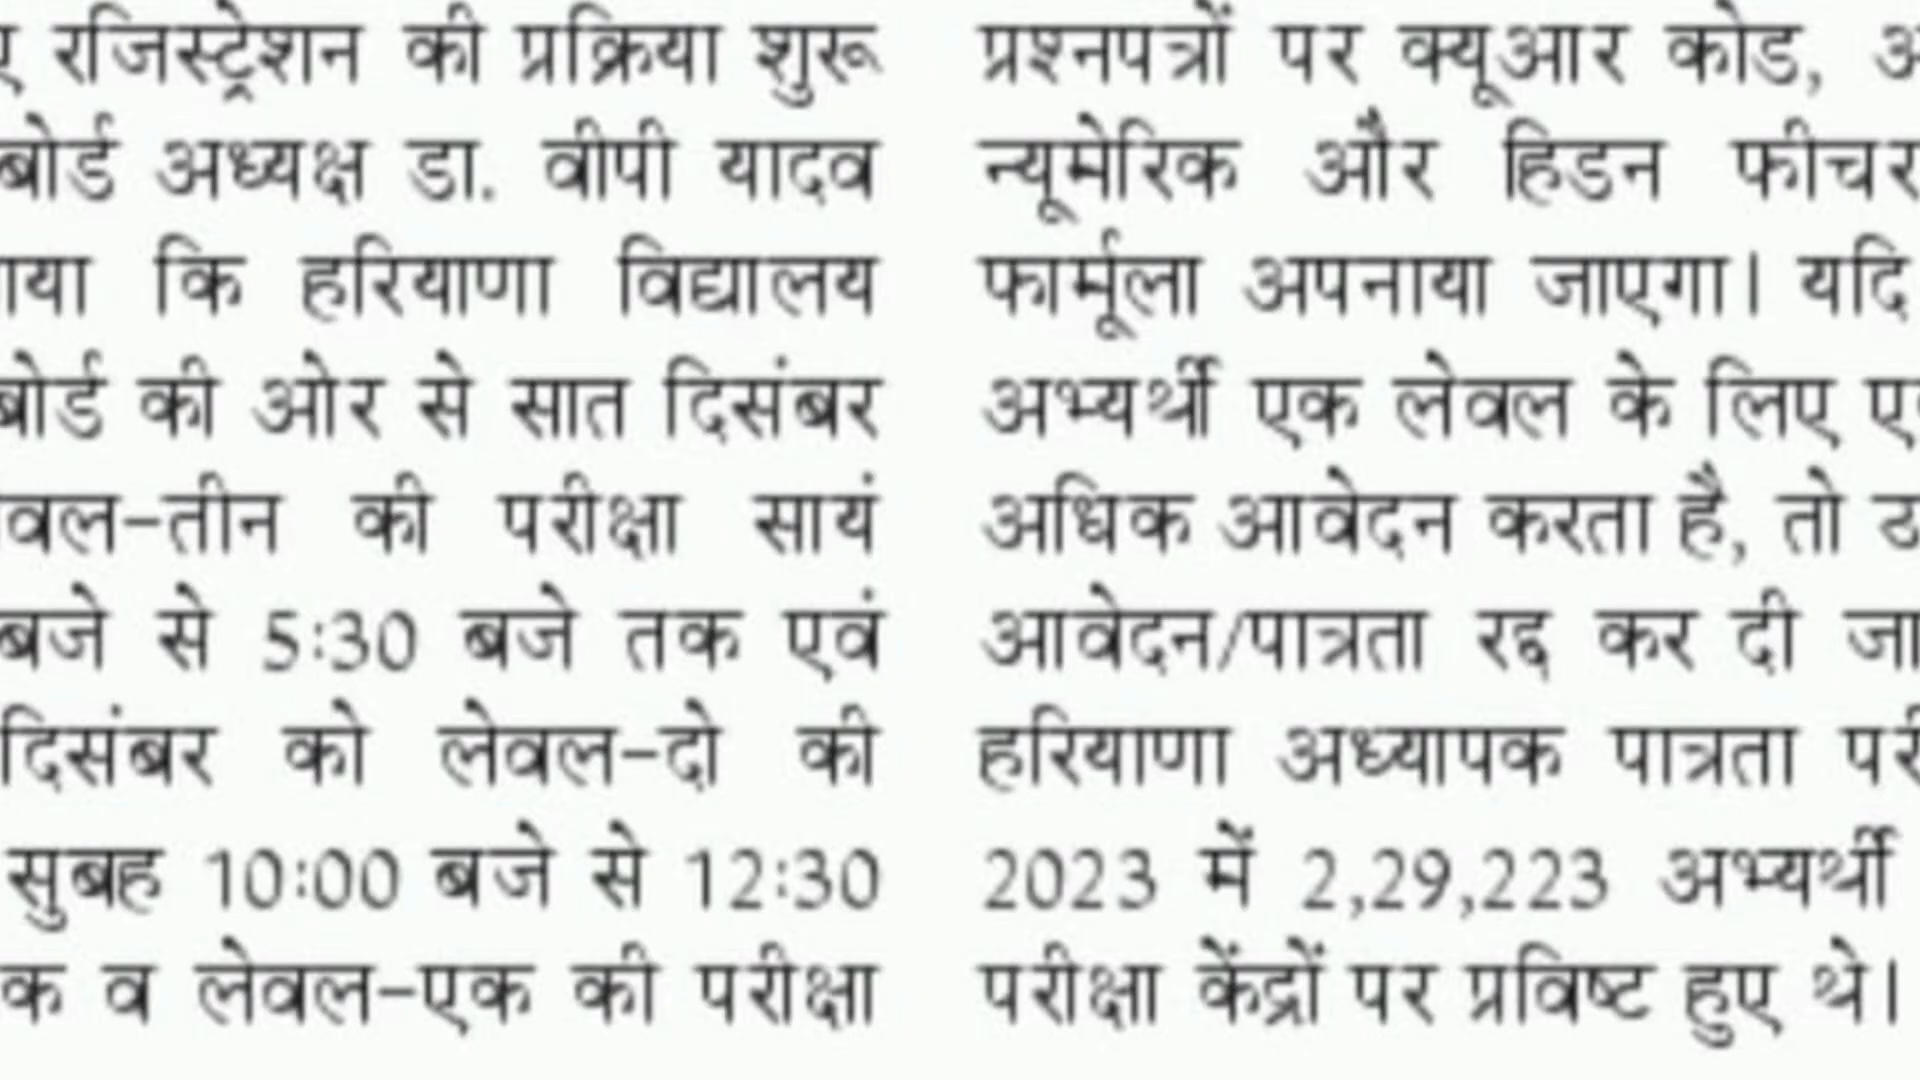 रजिस्ट्रेशन की प्रक्रिया शुरू
बोर्ड अध्यक्ष डा. वीपी यादव
कि हरियाणा विद्यालय
बोर्ड की ओर से सात दिसंबर
की परीक्षा सायं
बजे से 5:30 बजे तक एवं
दिसंबर को लेवल-दो की
सुबह 10:00 बजे से 12:30
व लेवल-एक की परीक्षा
प्रश्नपत्रों पर क्यूआर कोड,
न्यूमेरिक और हिडन फीचर
फार्मूला अपनाया जाएगा। यदि
अभ्यर्थी एक लेवल के लिए
अधिक आवेदन करता है, तो
आवेदन/पात्रता रद्द कर दी
हरियाणा अध्यापक पात्रता
2023 में 2,29,223 अभ्यर्थी
परीक्षा केंद्रों पर प्रविष्ट हुए थे।